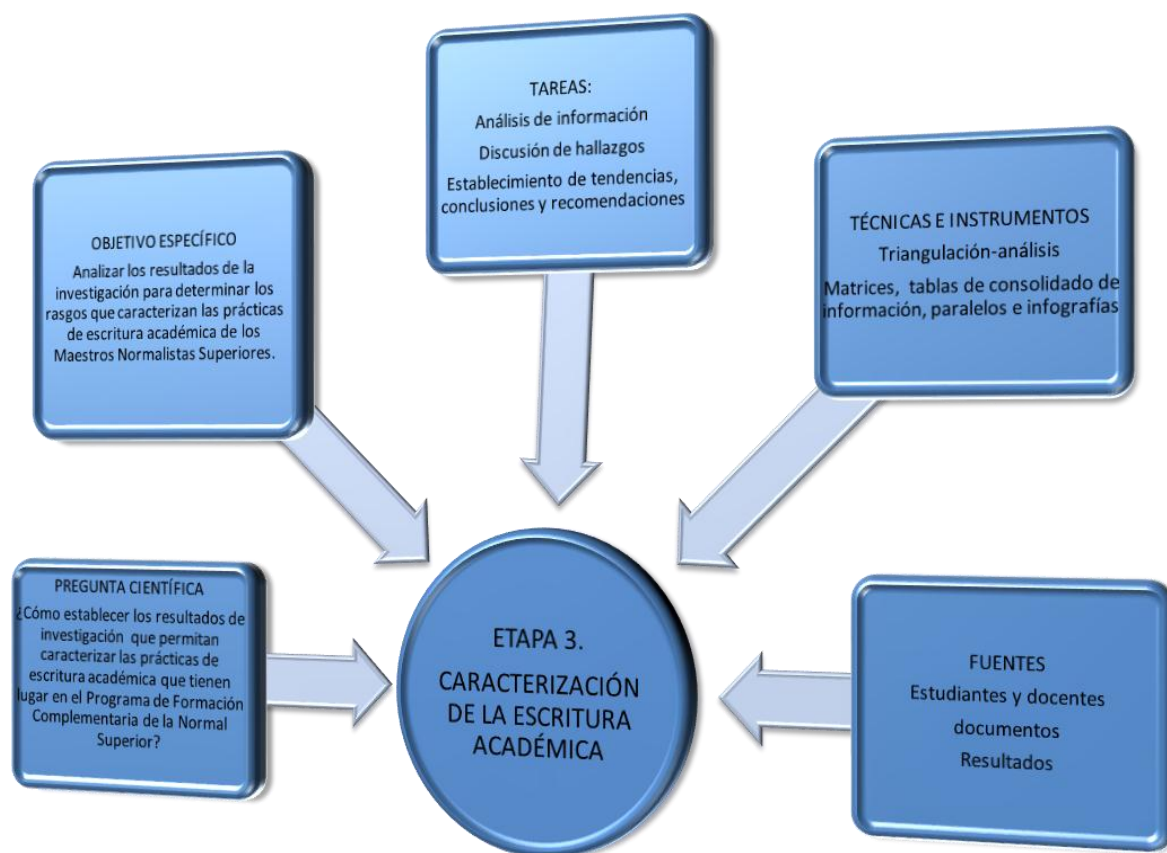 TAREAS:
Análisis de información
Discusión de hallazgos
Establecimiento de tendencias,
conclusiones y recomendaciones
OBJETIVO ESPECÍFICO
Analizar los resultados de la
investigación para determinar los
rasgos que caracterizan las prácticas
de escritura académica de los
Maestros Normalistas Superiores.
TÉCNICAS E INSTRUMENTOS
Triangulación-análisis
Matrices, tablas de consolidado de
información, paralelos e infografías
PREGUNTA CIENTÍFICA
¿Cómo establecer los resultados de
investigación que permitan
caracterizar las prácticas de
escritura académica que tienen
lugar en el Programa de Formación
Complementaria de la Normal
Superior?
ETAPA 3.
CARACTERIZACIÓN
DE LA ESCRITURA
ACADÉMICA
FUENTES
Estudiantes y docentes
documentos
Resultados